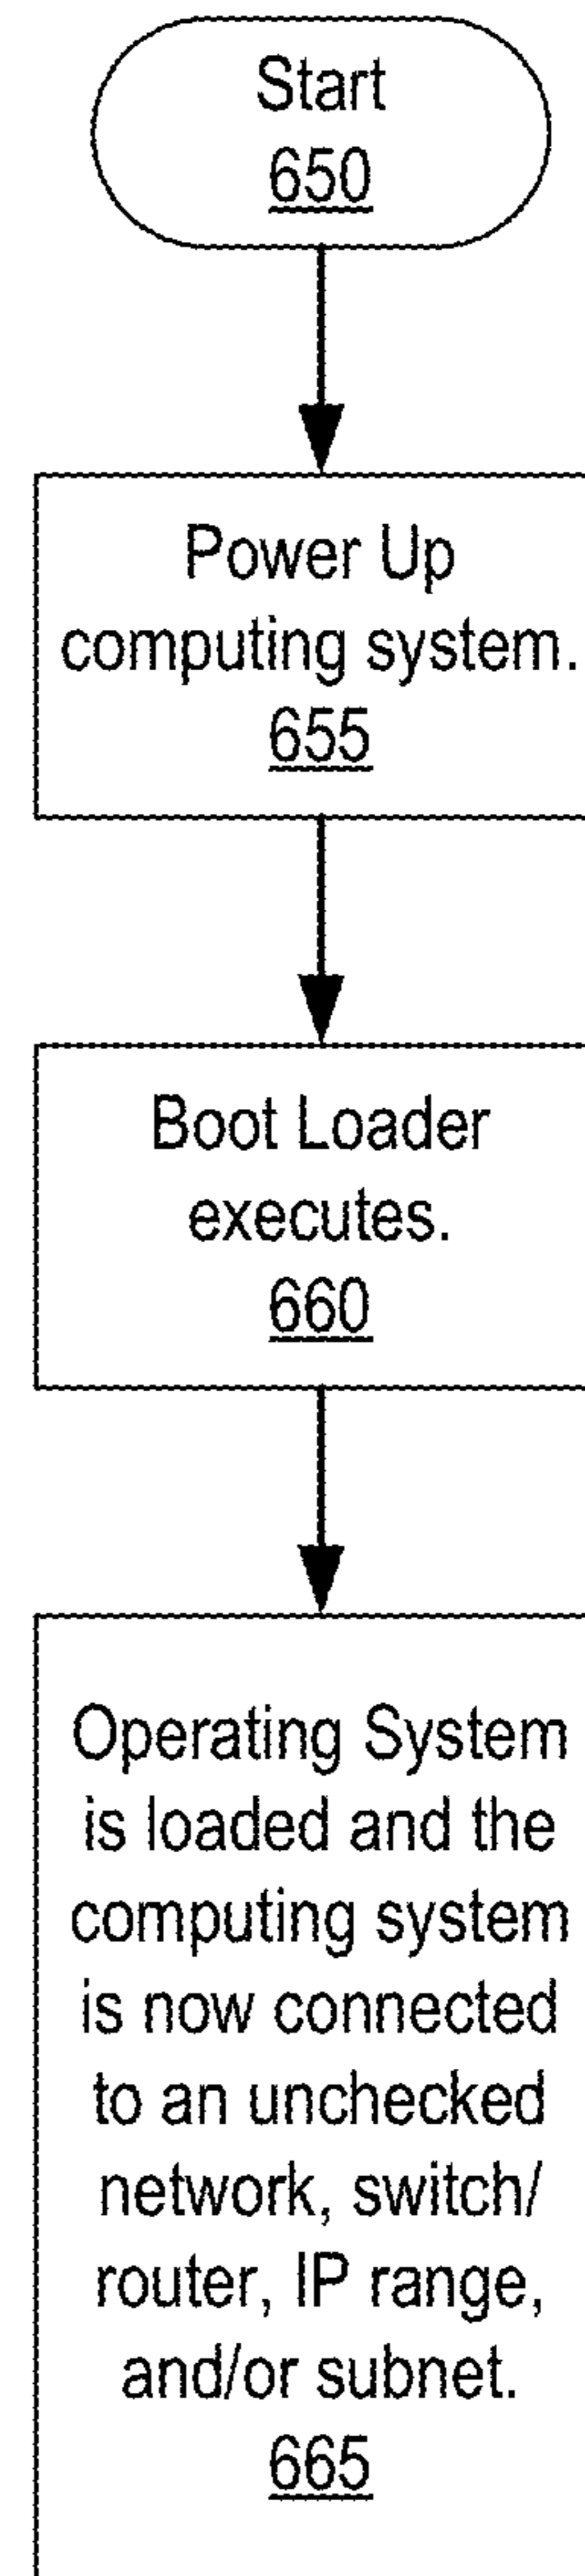 Start
650
Power Up
computing system.
655
Boot Loader
executes.
660
Operating System
is loaded and the
computing system
is now connected
to an unchecked
network, switch/
router, IP range,
and/or subnet.
665